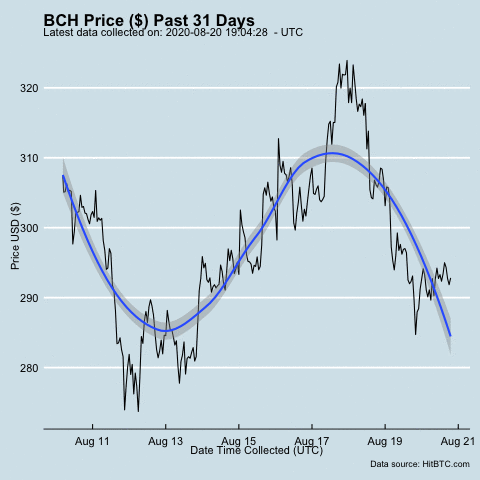 BCH Price ($) Past 31 Days
Latest data collected on: 2020-08-20 19:04:28 - UTC
320
310
300
290
280
Price USD ($)
Aug 11 Aug 13 Aug 15 Aug 17 Aug 19 Aug 21
Date Time Collected (UTC)
Data source: HitBTC.com